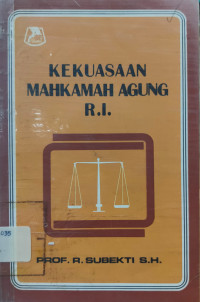 KEKUASAAN
MAHKAMAH AGUNG
R.I.
PROF. R. SUBEKTI S.H.